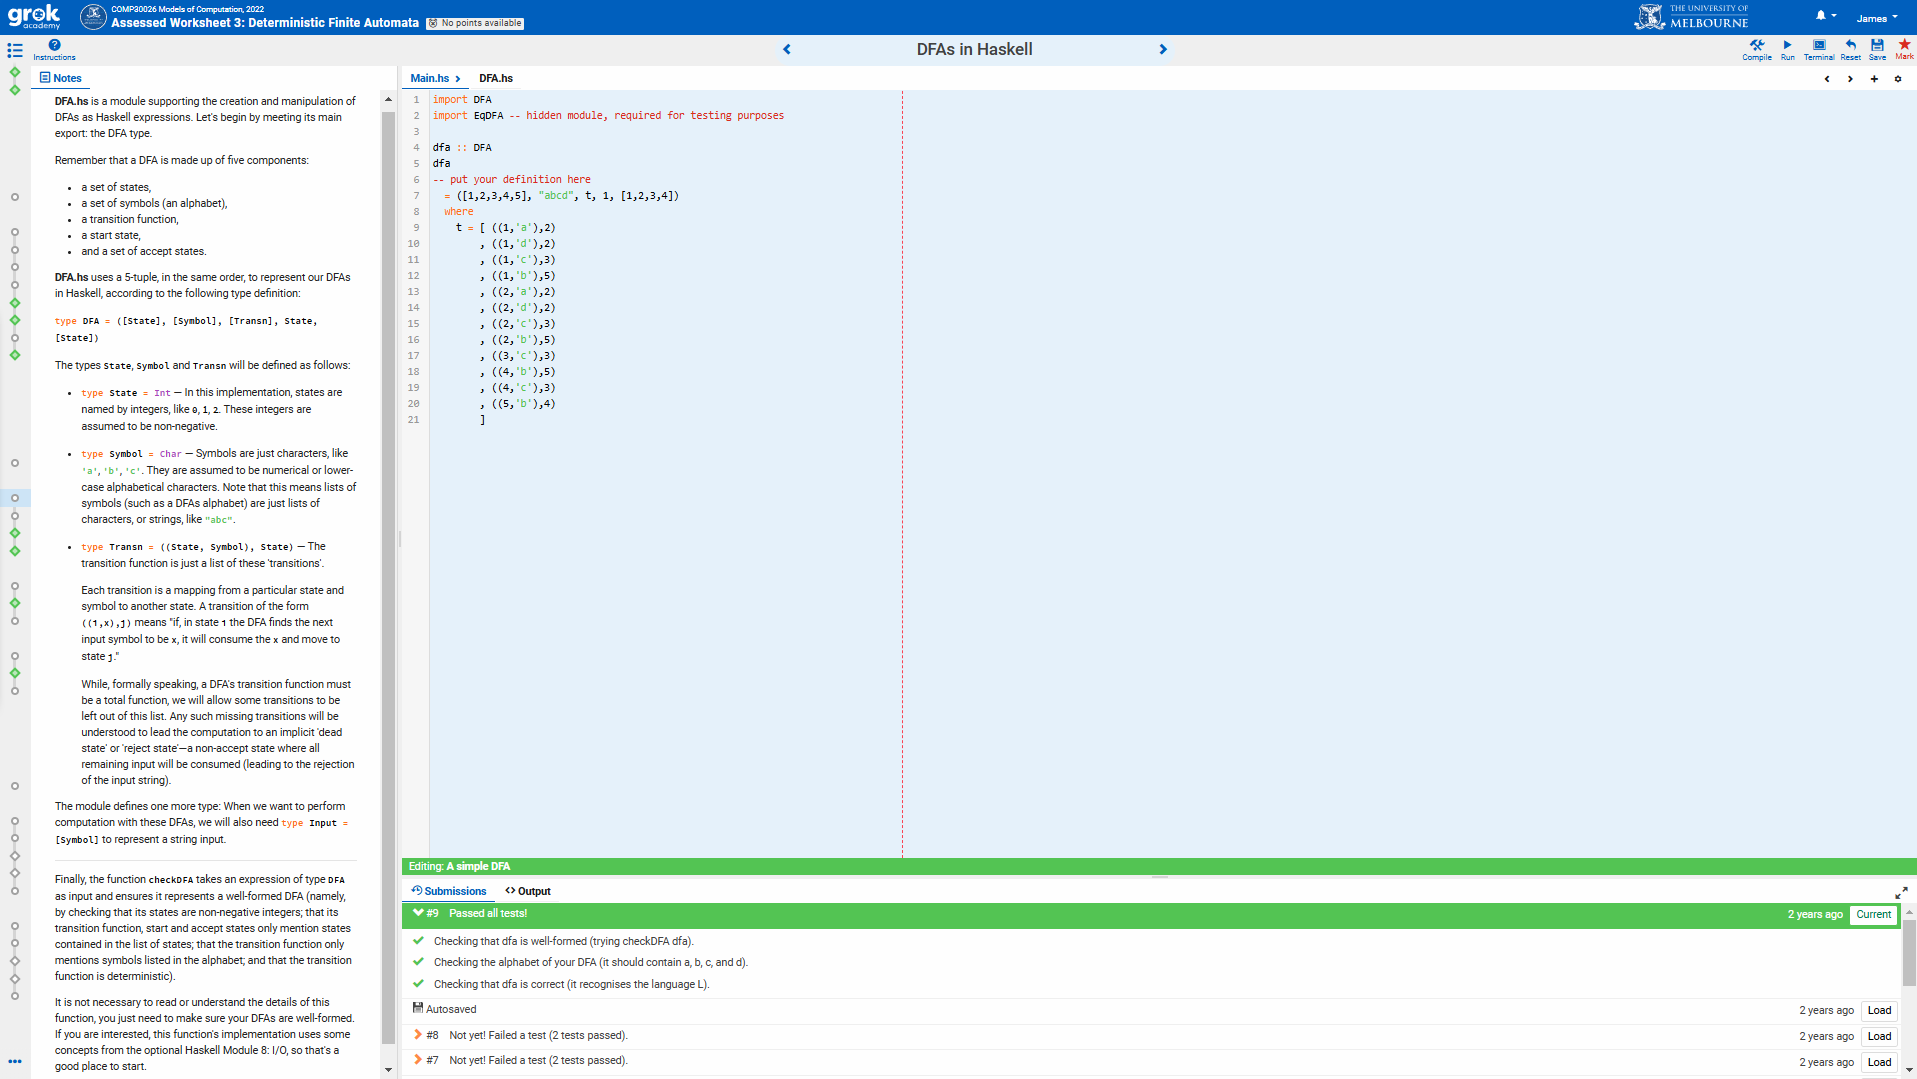 grok
academy
COMP30026 Models of Computation, 2022
Assessed Worksheet 3: Deterministic Finite Automata
No points available
THE UNIVERSITY OF
MELBOURNE
James
Instructions
DFAs in Haskell
Compile
Run
Terminal
Reset
Save
Mark
Notes
DFA.hs is a module supporting the creation and manipulation of
DFAs as Haskell expressions. Let's begin by meeting its main
export: the DFA type.
Remember that a DFA is made up of five components:
• a set of states,
• a set of symbols (an alphabet),
• a transition function,
• a start state,
• and a set of accept states.
DFA.hs uses a 5-tuple, in the same order, to represent our DFAs
in Haskell, according to the following type definition:
type DFA = ([State], [Symbol], [Transn], State,
[State])
The types State, Symbol and Transn will be defined as follows:
• type State = Int — In this implementation, states are
named by integers, like 0, 1, 2. These integers are
assumed to be non-negative.
• type Symbol = Char — Symbols are just characters, like
'a','b','c'. They are assumed to be numerical or lower-
case alphabetical characters. Note that this means lists of
symbols (such as a DFAs alphabet) are just lists of
characters, or strings, like "abc".
• type Transn = ((State, Symbol), State) — The
transition function is just a list of these 'transitions'.
Each transition is a mapping from a particular state and
symbol to another state. A transition of the form
((i,x),j) means "if, in state i the DFA finds the next
input symbol to be x, it will consume the x and move to
state j."
While, formally speaking, a DFA's transition function must
be a total function, we will allow some transitions to be
left out of this list. Any such missing transitions will be
understood to lead the computation to an implicit 'dead
state' or 'reject state'—a non-accept state where all
remaining input will be consumed (leading to the rejection
of the input string).
The module defines one more type: When we want to perform
computation with these DFAs, we will also need type Input =
[Symbol] to represent a string input.
Finally, the function checkDFA takes an expression of type DFA
as input and ensures it represents a well-formed DFA (namely,
by checking that its states are non-negative integers; that its
transition function, start and accept states only mention states
contained in the list of states; that the transition function only
mentions symbols listed in the alphabet; and that the transition
function is deterministic).
It is not necessary to read or understand the details of this
function, you just need to make sure your DFAs are well-formed.
If you are interested, this function's implementation uses some
concepts from the optional Haskell Module 8: I/O, so that's a
good place to start.
Main.hs
DFA.hs
1 import DFA
2 import EqDFA -- hidden module, required for testing purposes
3
4 dfa :: DFA
5 dfa
6 -- put your definition here
7 = ([1,2,3,4,5], "abcd", t, 1, [1,2,3,4])
8 where
9 t = [ ((1,'a'),2)
10 , ((1,'d'),2)
11 , ((1,'c'),3)
12 , ((1,'b'),5)
13 , ((2,'a'),2)
14 , ((2,'d'),2)
15 , ((2,'c'),3)
16 , ((2,'b'),5)
17 , ((3,'c'),3)
18 , ((4,'b'),5)
19 , ((4,'c'),3)
20 , ((5,'b'),4)
21 ]
Editing: A simple DFA
Submissions
<> Output
#9 Passed all tests! 2 years ago Current
Checking that dfa is well-formed (trying checkDFA dfa).
Checking the alphabet of your DFA (it should contain a, b, c, and d).
Checking that dfa is correct (it recognises the language L).
Autosaved 2 years ago Load
#8 Not yet! Failed a test (2 tests passed). 2 years ago Load
#7 Not yet! Failed a test (2 tests passed). 2 years ago Load